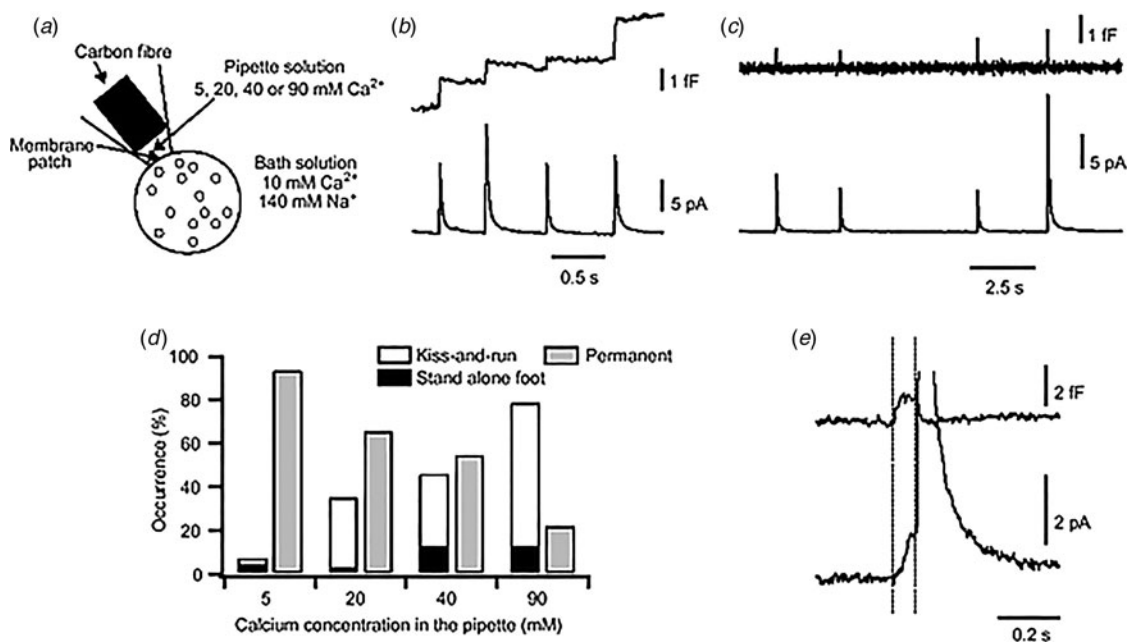 (a)
Carbon fibre
Pipette solution
5, 20, 40 or 90 mM Ca²⁺
Membrane
patch
Bath solution
10 mM Ca²⁺
140 mM Na⁺
(b)
1 fF
5 pA
0.5 s
(c)
1 fF
5 pA
2.5 s
(d)
Kiss-and-run
Permanent
Stand alone foot
Occurrence (%)
100
80
60
40
20
0
5 20 40 90
Calcium concentration in the pipette (mM)
(e)
2 fF
2 pA
0.2 s